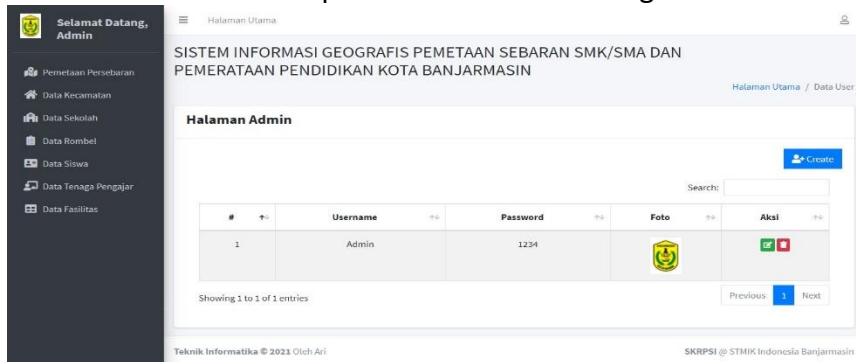 Selamat Datang,
Admin
Pemetaan Persebaran
Data Kecamatan
Data Sekolah
Data Rombel
Data Siswa
Data Tenaga Pengajar
Data Fasilitas
Halaman Utama
SISTEM INFORMASI GEOGRAFIS PEMETAAN SEBARAN SMK/SMA DAN
PEMERATAAN PENDIDIKAN KOTA BANJARMASIN
Halaman Utama / Data User
Halaman Admin
Create
Search:
# Username Password Foto Aksi
1 Admin 1234
Showing 1 to 1 of 1 entries
Previous 1 Next
Teknik Informatika © 2021 Oleh Ari
SKRPSI @ STMIK Indonesia Banjarmasin